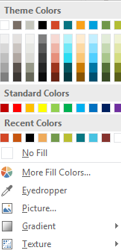 Theme Colors
Standard Colors
Recent Colors
No Fill
More Fill Colors...
Eyedropper
Picture...
Gradient
Texture